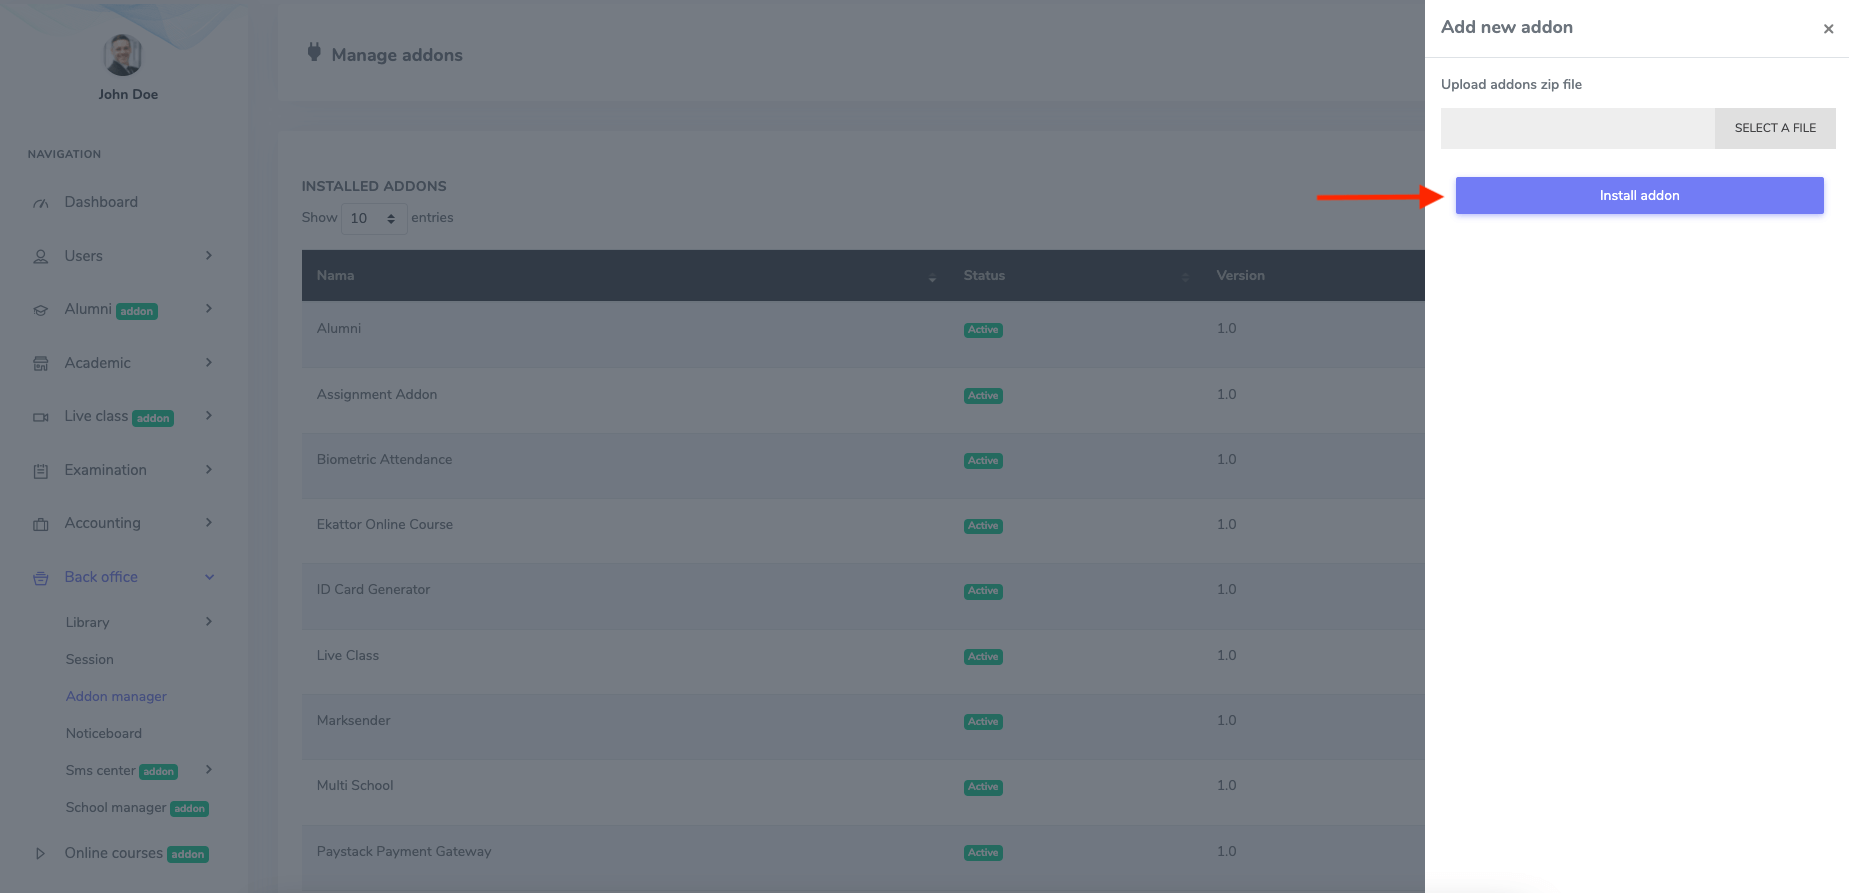 John Doe
NAVIGATION
Dashboard
Users
Alumni addon
Academic
Live class addon
Examination
Accounting
Back office
Library
Session
Addon manager
Noticeboard
Sms center addon
School manager addon
Online courses addon
Manage addons
INSTALLED ADDONS
Show 10 entries
Nama Status Version
Alumni Active 1.0
Assignment Addon Active 1.0
Biometric Attendance Active 1.0
Ekattor Online Course Active 1.0
ID Card Generator Active 1.0
Live Class Active 1.0
Marksender Active 1.0
Multi School Active 1.0
Paystack Payment Gateway Active 1.0
Add new addon ×
Upload addons zip file
SELECT A FILE
Install addon